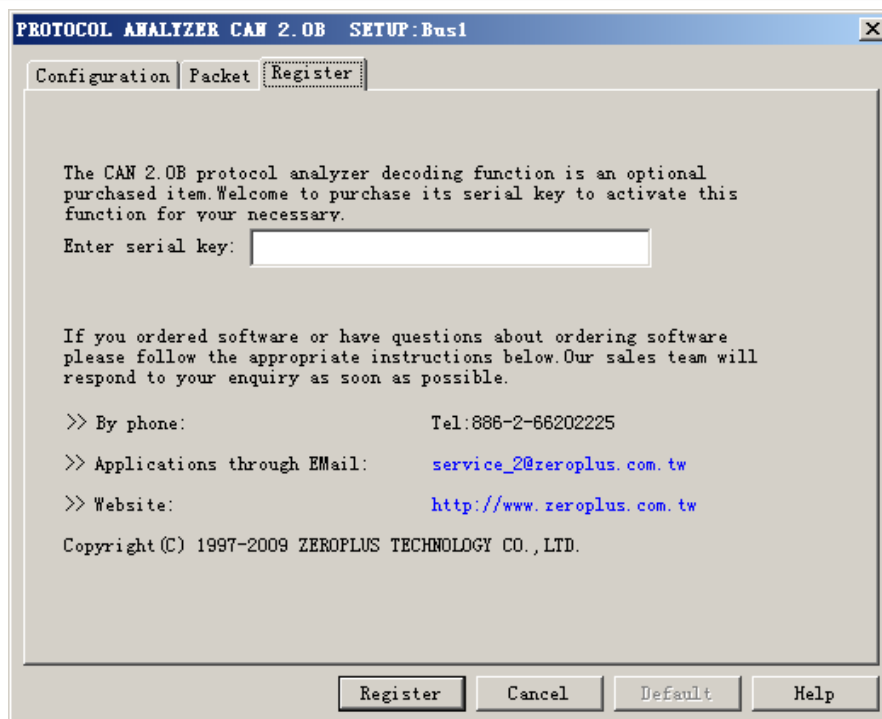 PROTOCOL ANALYZER CAN 2.0B SETUP:Bus1
Configuration Packet Register
The CAN 2.0B protocol analyzer decoding function is an optional
purchased item.Welcome to purchase its serial key to activate this
function for your necessary.
Enter serial key:
If you ordered software or have questions about ordering software
please follow the appropriate instructions below.Our sales team will
respond to your enquiry as soon as possible.
>> By phone: Tel:886-2-66202225
>> Applications through EMail: service_2@zeroplus.com.tw
>> Website: http://www.zeroplus.com.tw
Copyright(C) 1997-2009 ZEROPLUS TECHNOLOGY CO.,LTD.
Register Cancel Default Help